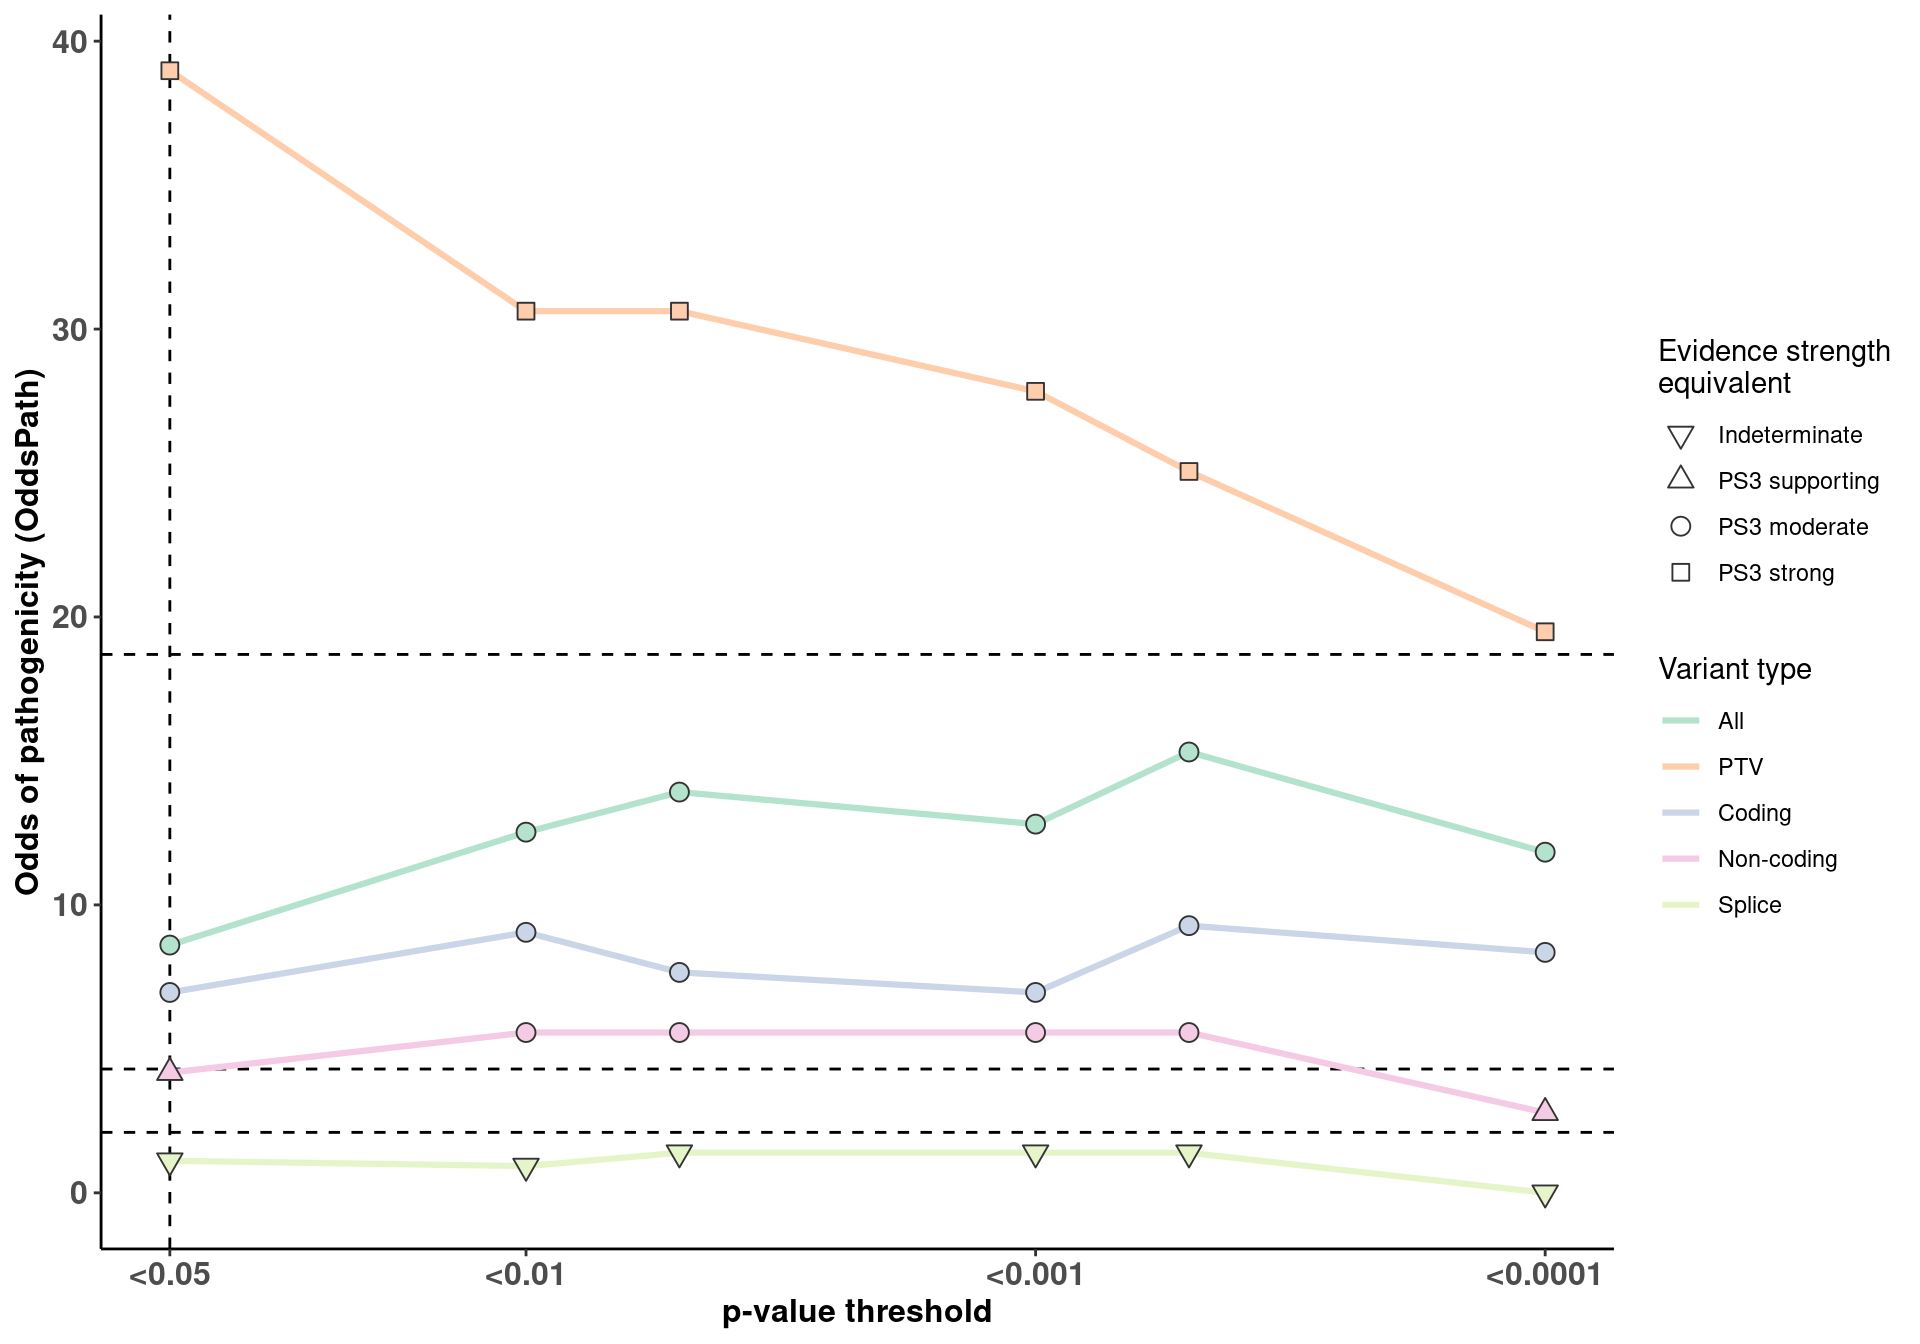 40
30
20
10
0
Odds of pathogenicity (OddsPath)
<0.05
<0.01
<0.001
<0.0001
p-value threshold
Evidence strength
equivalent
Indeterminate
PS3 supporting
PS3 moderate
PS3 strong
Variant type
All
PTV
Coding
Non-coding
Splice